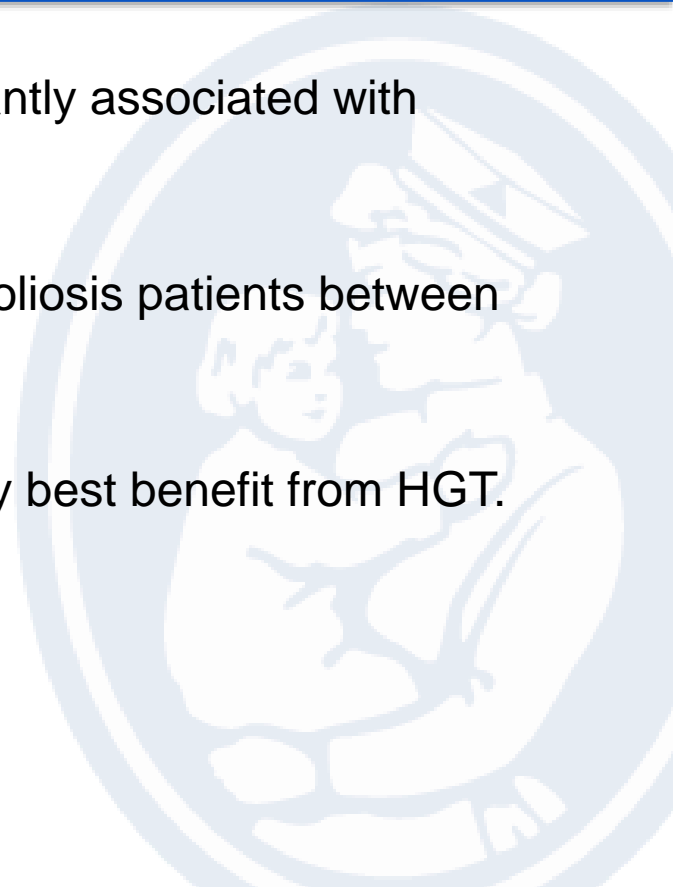 ntly associated with
oliosis patients between
y best benefit from HGT.